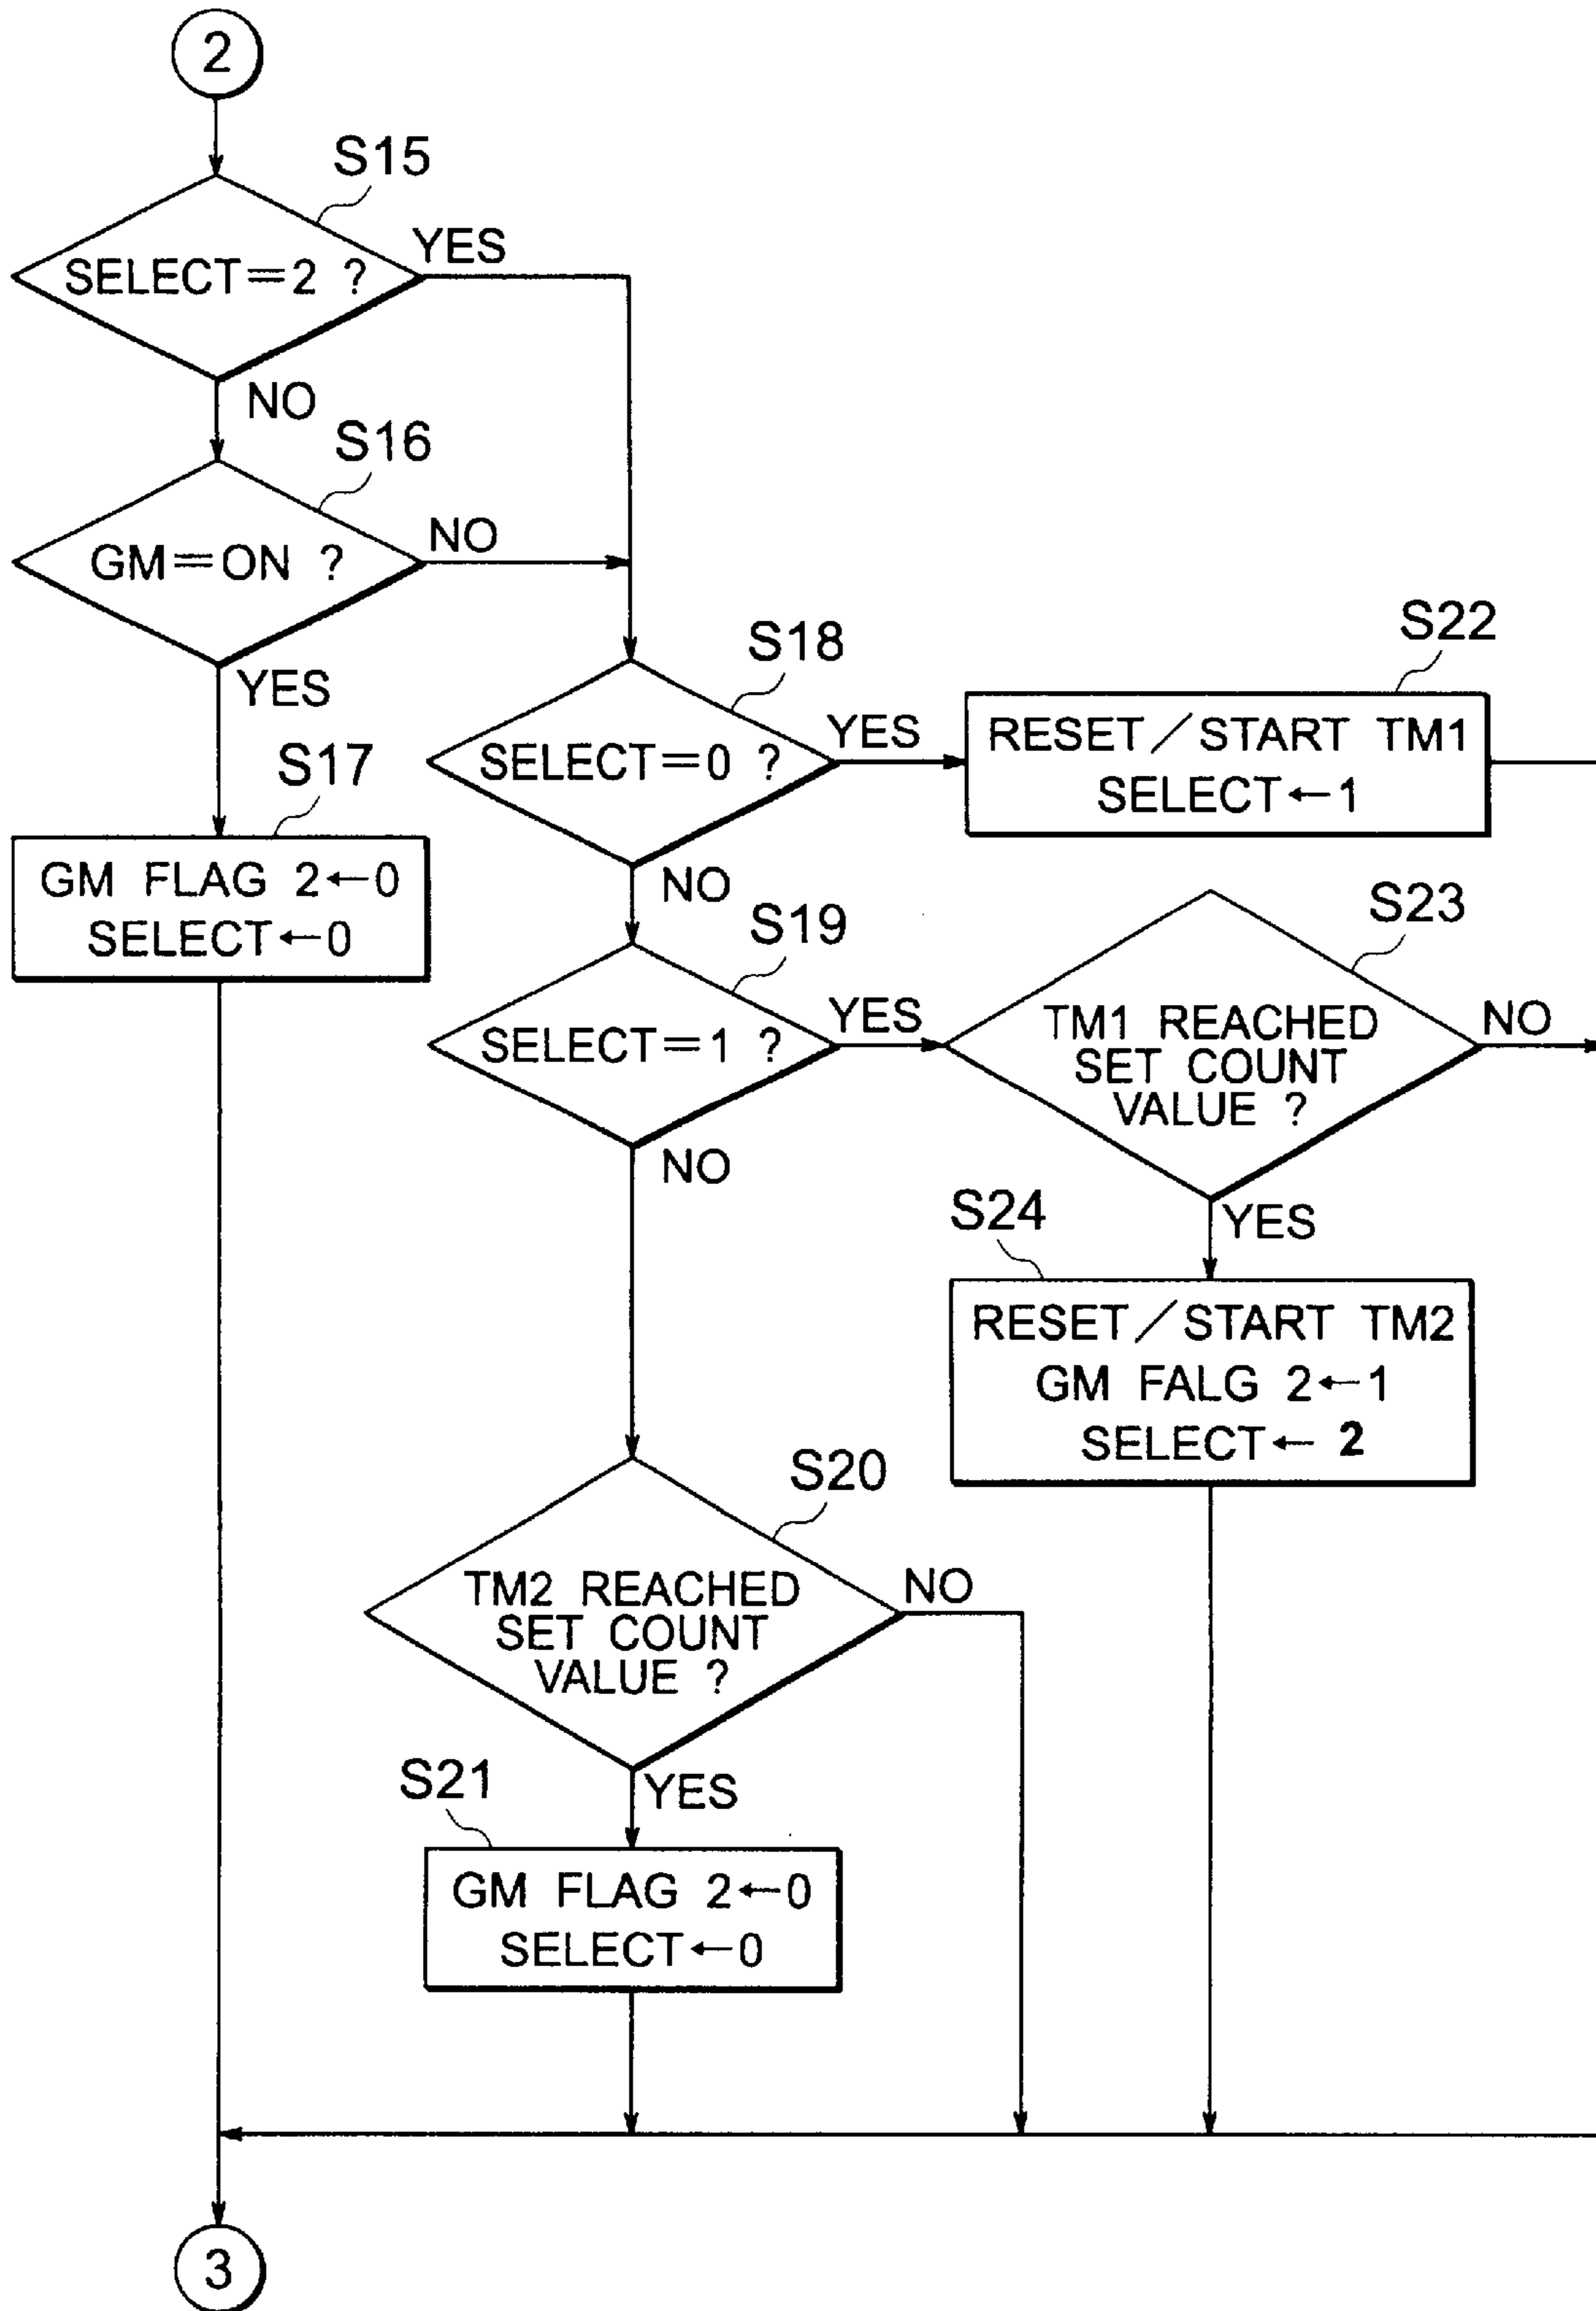 2
S15
SELECT=2 ?
YES
NO
S16
GM=ON ?
NO
YES
S17
GM FLAG 2←0
SELECT←0
S18
SELECT=0 ?
YES
NO
S22
RESET/START TM1
SELECT←1
S19
SELECT=1 ?
YES
NO
S23
TM1 REACHED
SET COUNT
VALUE ?
NO
YES
S24
RESET/START TM2
GM FALG 2←1
SELECT←2
S20
TM2 REACHED
SET COUNT
VALUE ?
NO
YES
S21
GM FLAG 2←0
SELECT←0
3